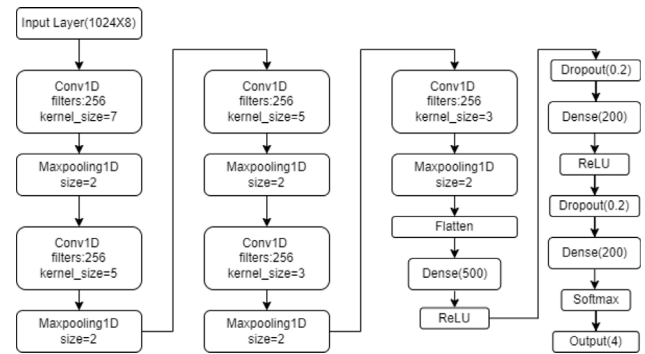 Input Layer(1024X8)
Conv1D
filters:256
kernel_size=7
Maxpooling1D
size=2
Conv1D
filters:256
kernel_size=5
Maxpooling1D
size=2
Conv1D
filters:256
kernel_size=5
Maxpooling1D
size=2
Conv1D
filters:256
kernel_size=3
Maxpooling1D
size=2
Conv1D
filters:256
kernel_size=3
Maxpooling1D
size=2
Flatten
Dense(500)
ReLU
Dropout(0.2)
Dense(200)
ReLU
Dropout(0.2)
Dense(200)
Softmax
Output(4)